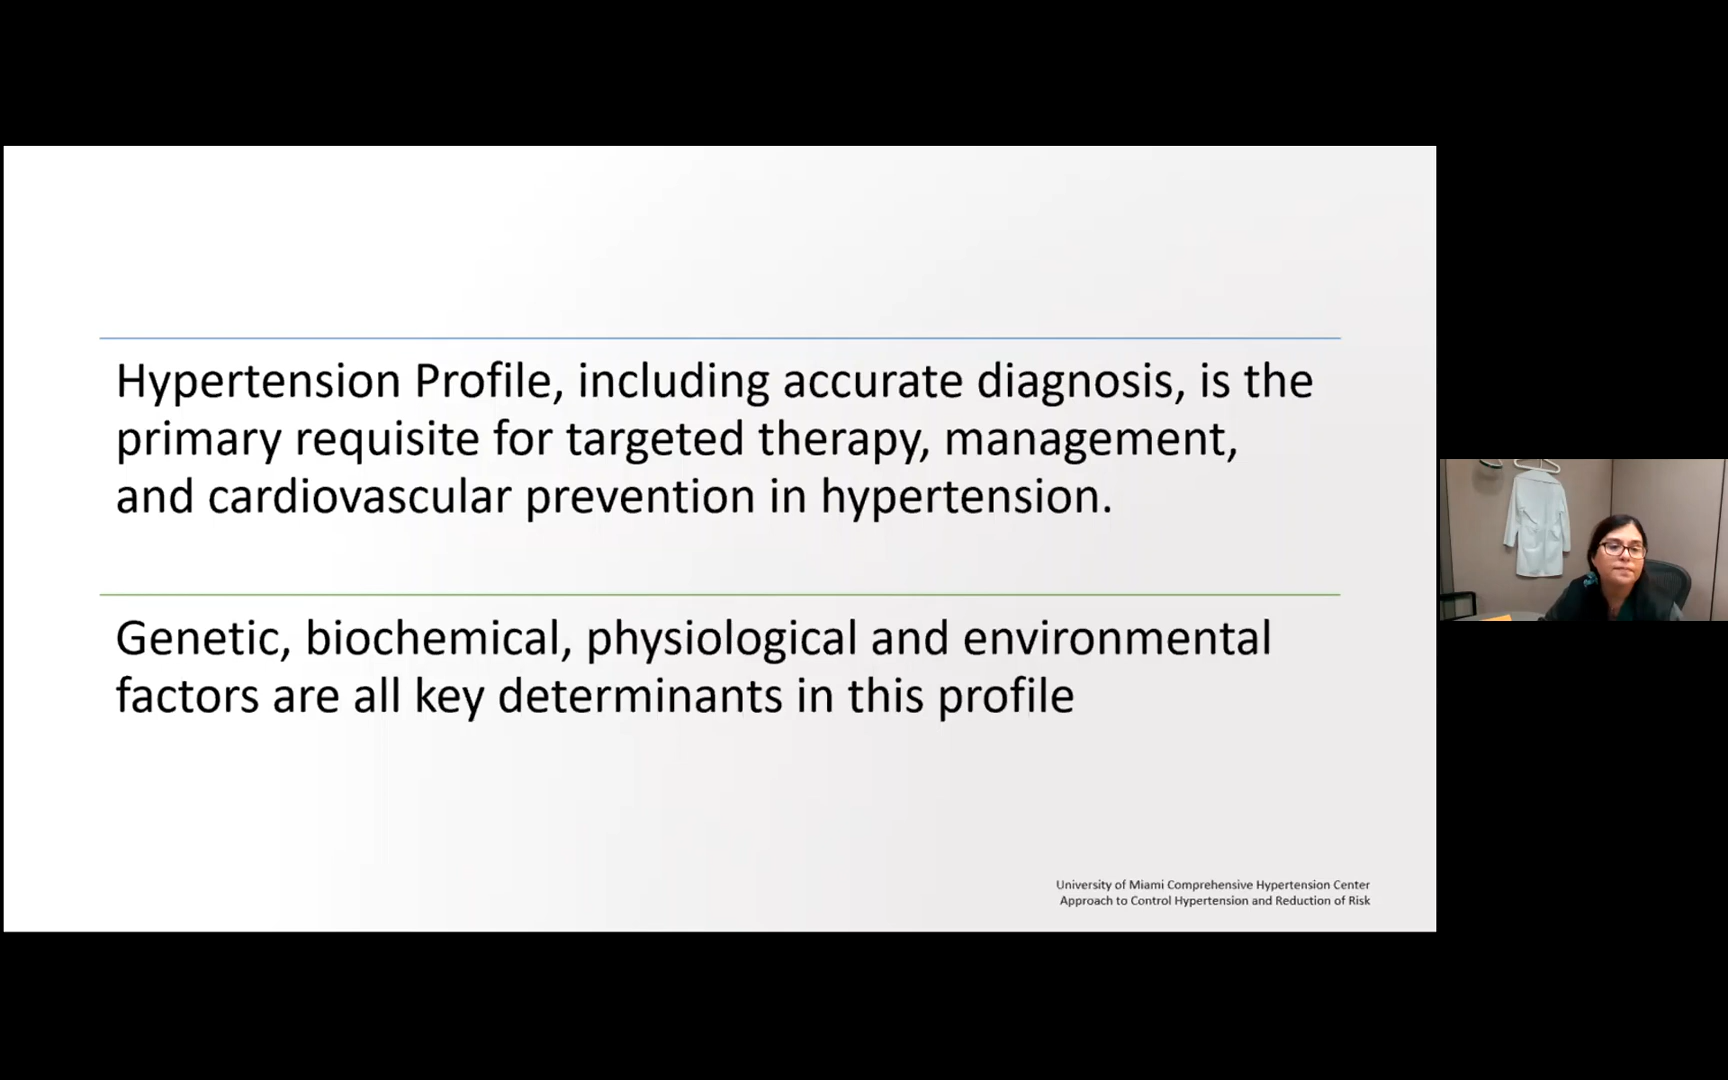 Hypertension Profile, including accurate diagnosis, is the
primary requisite for targeted therapy, management,
and cardiovascular prevention in hypertension.
Genetic, biochemical, physiological and environmental
factors are all key determinants in this profile
University of Miami Comprehensive Hypertension Center
Approach to Control Hypertension and Reduction of Risk